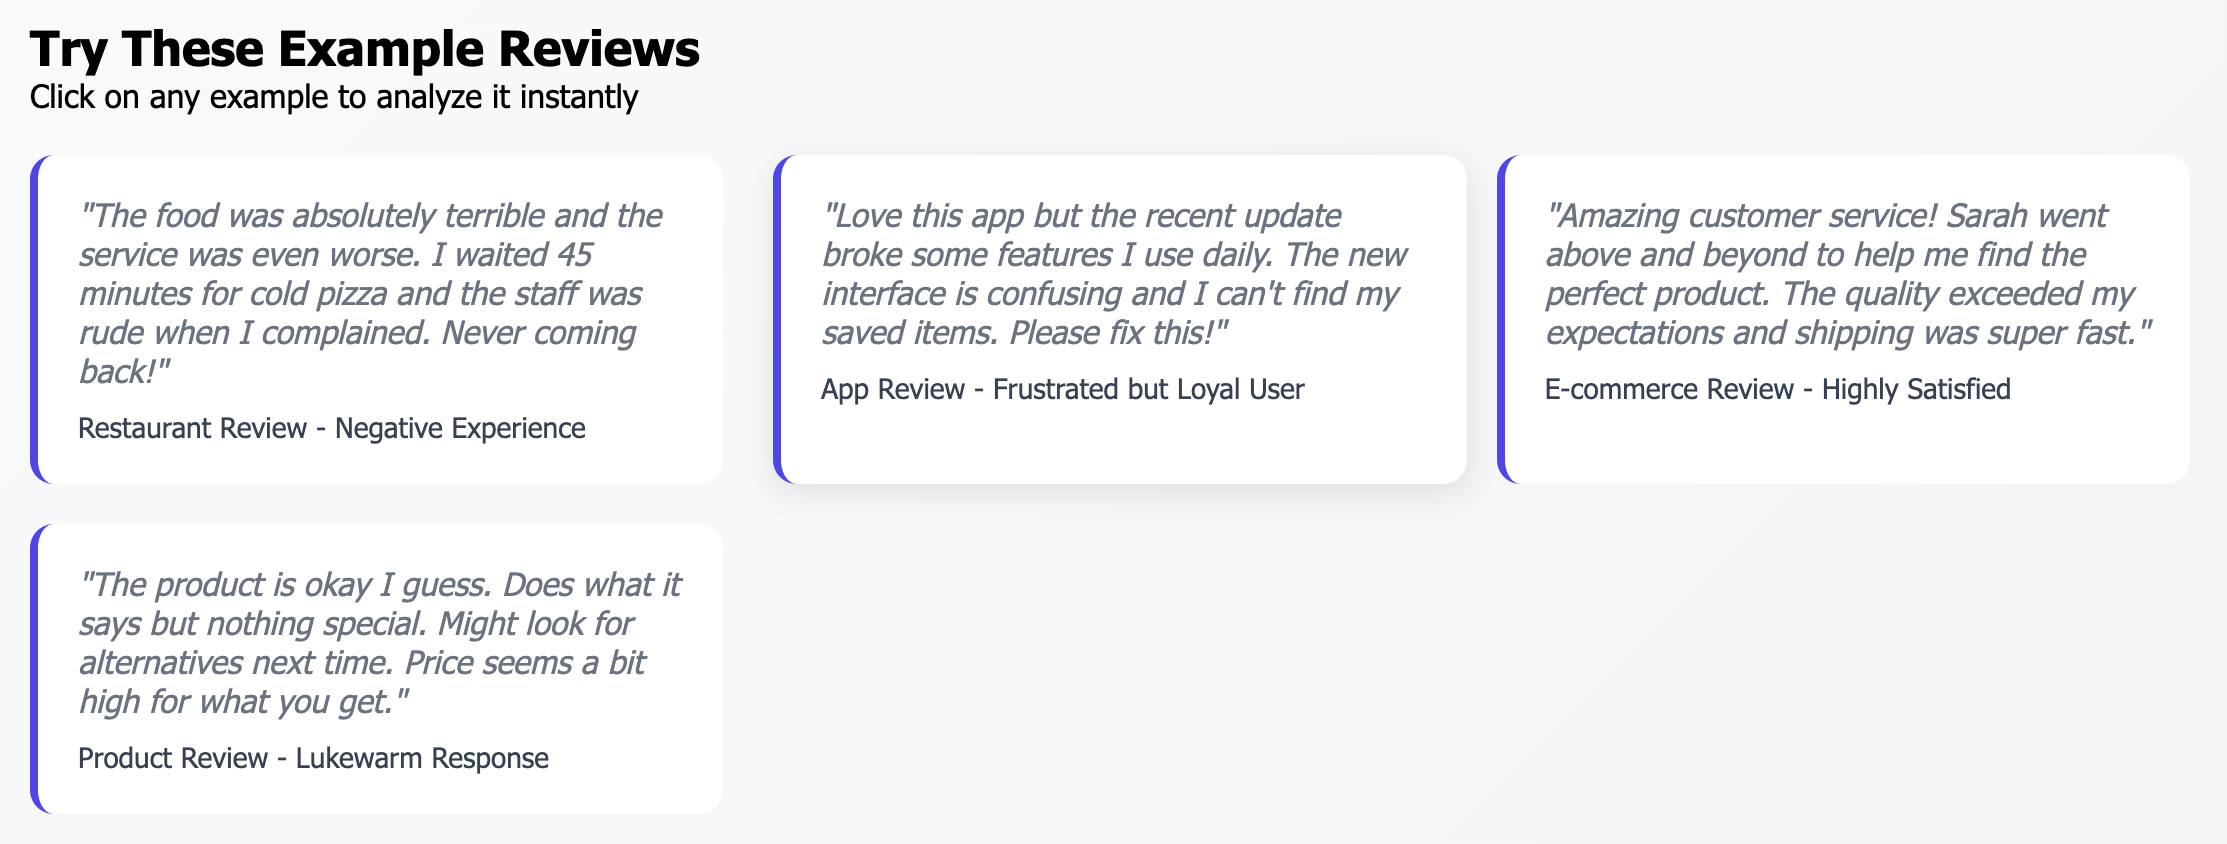 Try These Example Reviews
Click on any example to analyze it instantly
"The food was absolutely terrible and the
service was even worse. I waited 45
minutes for cold pizza and the staff was
rude when I complained. Never coming
back!"
Restaurant Review - Negative Experience
"Love this app but the recent update
broke some features I use daily. The new
interface is confusing and I can't find my
saved items. Please fix this!"
App Review - Frustrated but Loyal User
"Amazing customer service! Sarah went
above and beyond to help me find the
perfect product. The quality exceeded my
expectations and shipping was super fast."
E-commerce Review - Highly Satisfied
"The product is okay I guess. Does what it
says but nothing special. Might look for
alternatives next time. Price seems a bit
high for what you get."
Product Review - Lukewarm Response